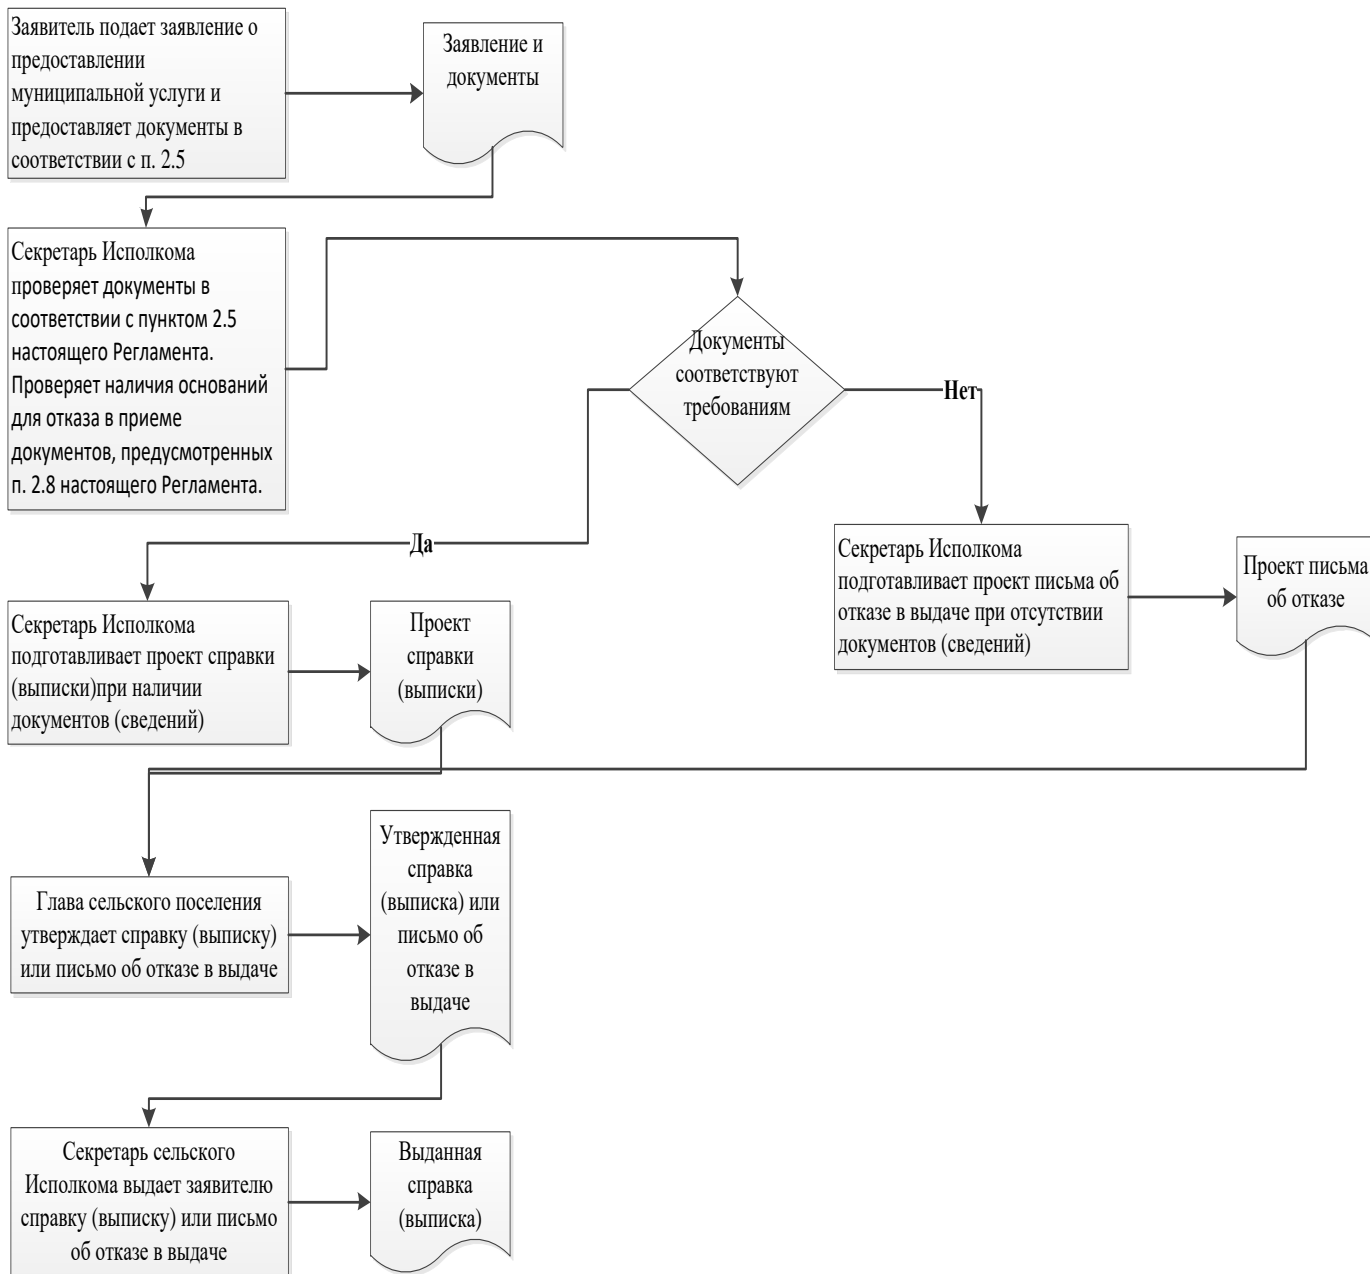 Заявитель подает заявление о
предоставлении
муниципальной услуги и
предоставляет документы в
соответствии с п. 2.5
Заявление и
документы
Секретарь Исполкома
проверяет документы в
соответствии с пунктом 2.5
настоящего Регламента.
Проверяет наличия оснований
для отказа в приеме
документов, предусмотренных
п. 2.8 настоящего Регламента.
Документы
соответствуют
требованиям
Нет
Да
Секретарь Исполкома
подготавливает проект письма об
отказе в выдаче при отсутствии
документов (сведений)
Проект письма
об отказе
Секретарь Исполкома
подготавливает проект справки
(выписки)при наличии
документов (сведений)
Проект
справки
(выписки)
Глава сельского поселения
утверждает справку (выписку)
или письмо об отказе в выдаче
Утвержденная
справка
(выписка) или
письмо об
отказе в
выдаче
Секретарь сельского
Исполкома выдает заявителю
справку (выписку) или письмо
об отказе в выдаче
Выданная
справка
(выписка)